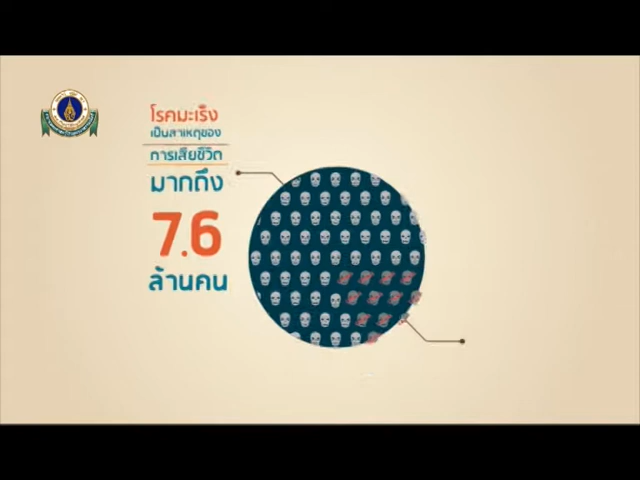 โรคมะเร็ง
เป็นสาเหตุของ
การเสียชีวิต
มากถึง
7.6
ล้านคน